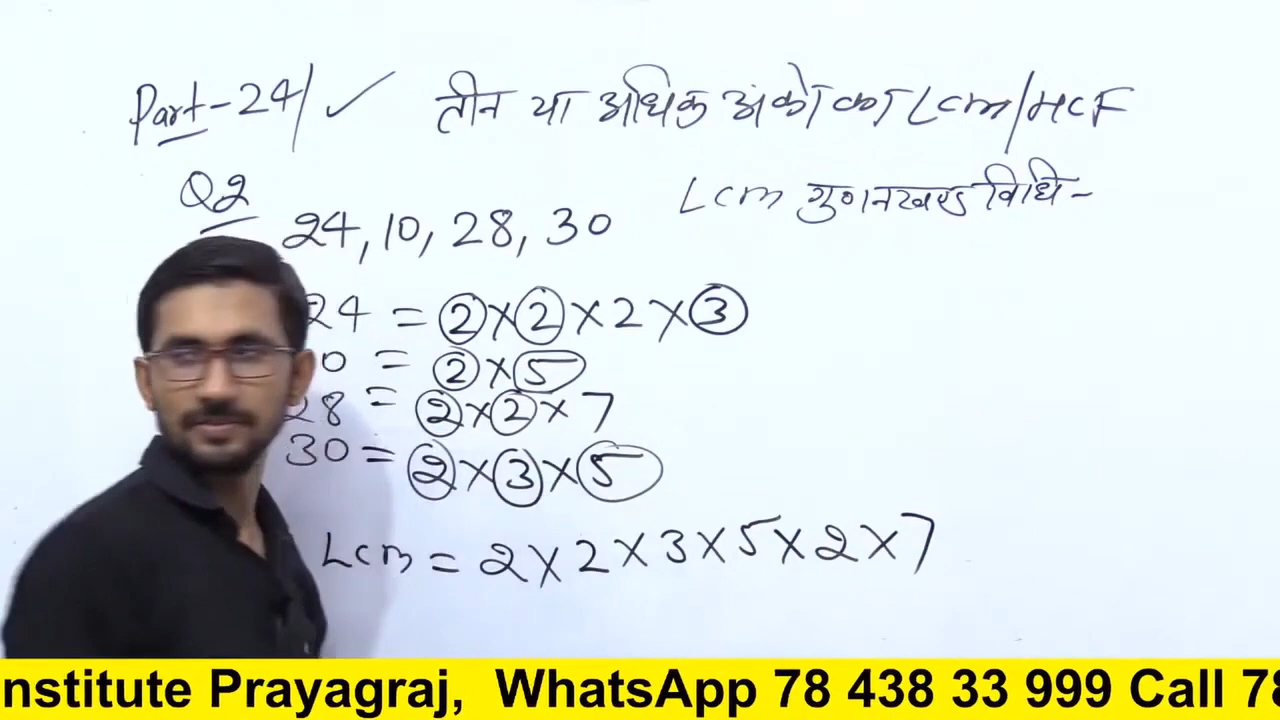 Part-24/ ✓ तीन या अधिक अंको का Lcm/HCF
Q2 Lcm गुणनखण्ड विधि-
24, 10, 28, 30
24 = 2×2×2×3
0 = 2×5
28 = 2×2×7
30 = 2×3×5
Lcm = 2×2×3×5×2×7
nstitute Prayagraj, WhatsApp 78 438 33 999 Call 78